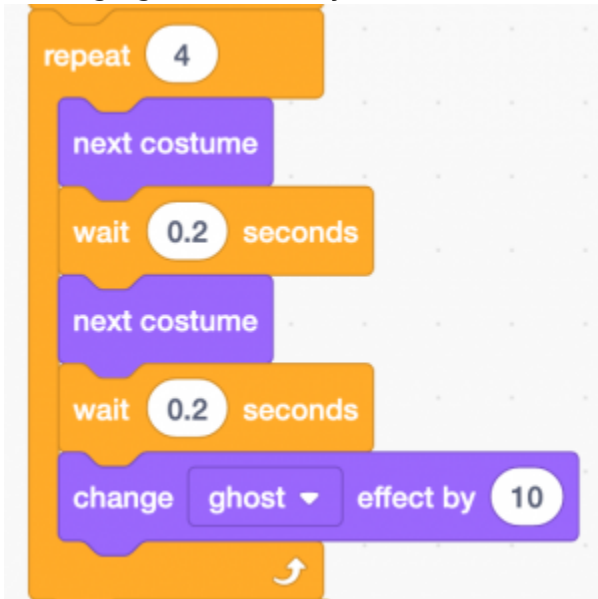 repeat 4
next costume
wait 0.2 seconds
next costume
wait 0.2 seconds
change ghost effect by 10